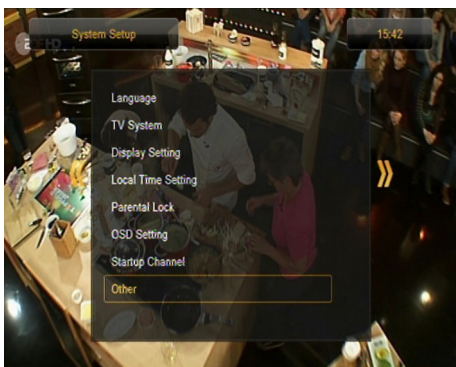 System Setup
15:42
Language
TV System
Display Setting
Local Time Setting
Parental Lock
OSD Setting
Startup Channel
Other